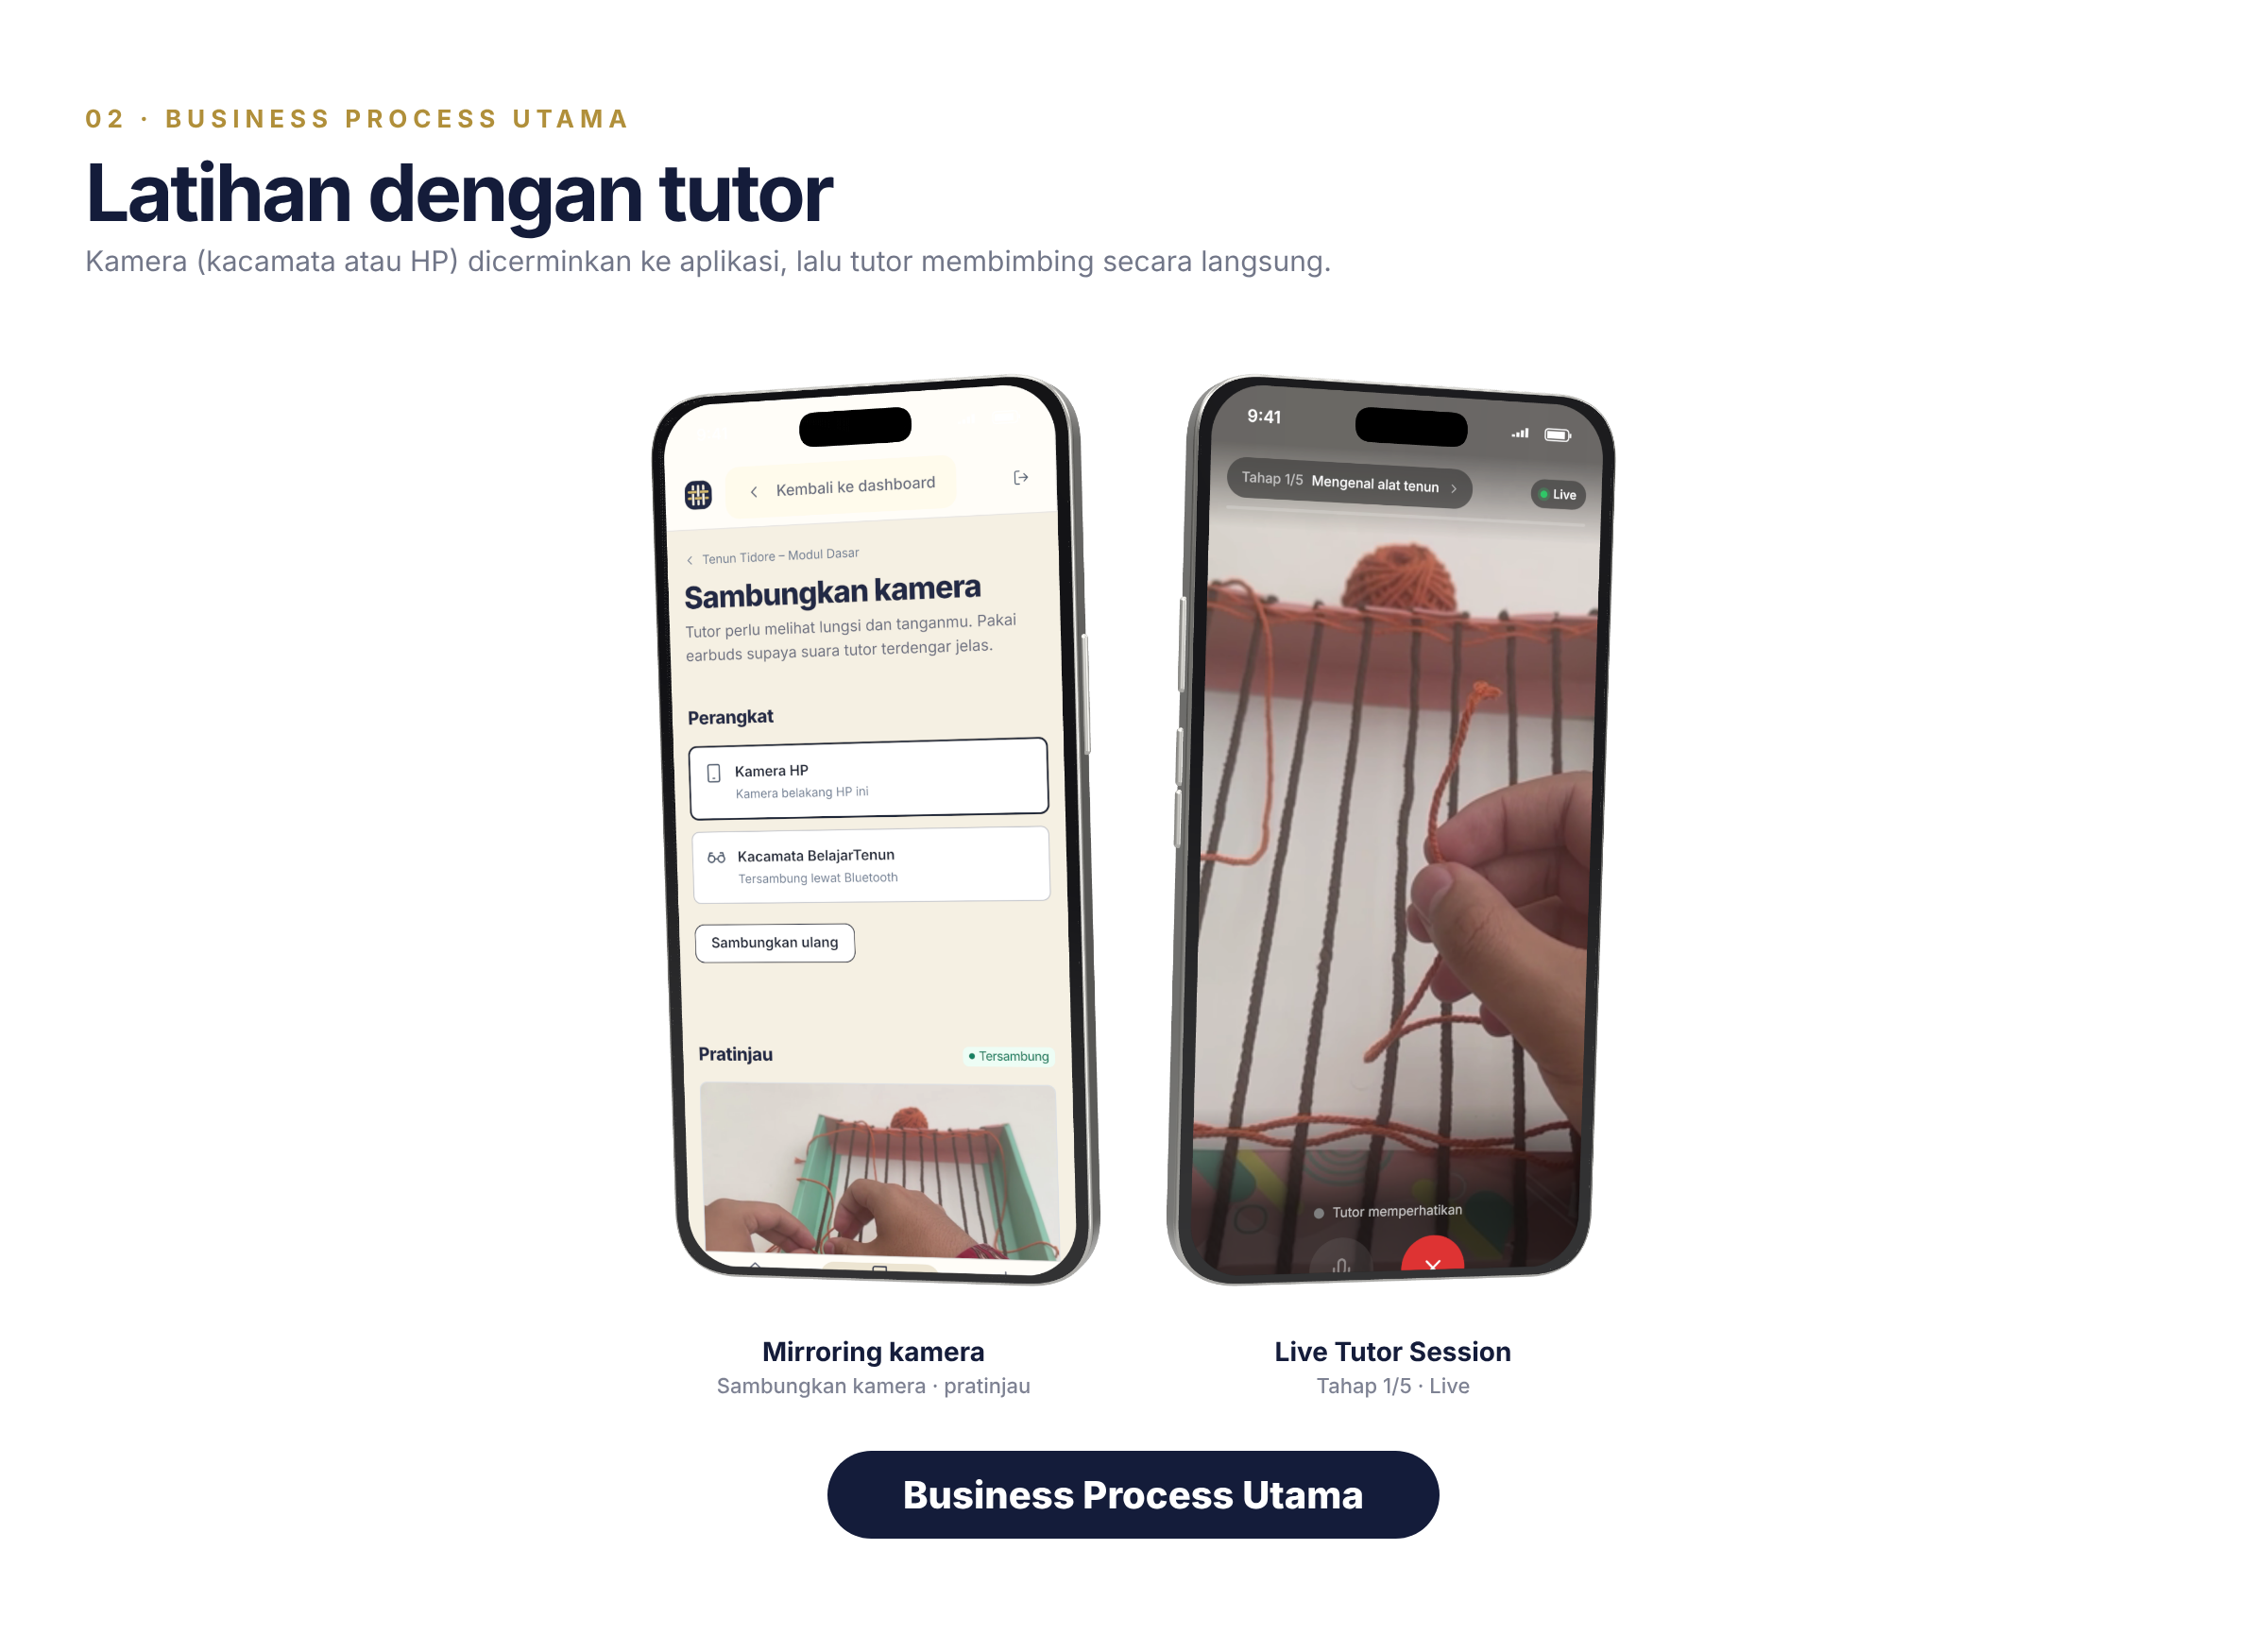 02 · BUSINESS PROCESS UTAMA
Latihan dengan tutor
Kamera (kacamata atau HP) dicerminkan ke aplikasi, lalu tutor membimbing secara langsung.
Kembali ke dashboard
Tenun Tidore – Modul Dasar
Sambungkan kamera
Tutor perlu melihat lungsi dan tanganmu. Pakai
earbuds supaya suara tutor terdengar jelas.
Perangkat
Kamera HP
Kamera belakang HP ini
Kacamata BelajarTenun
Tersambung lewat Bluetooth
Sambungkan ulang
Pratinjau
Tersambung
9:41
Tahap 1/5 Mengenal alat tenun
Live
Tutor memperhatikan
Mirroring kamera
Sambungkan kamera · pratinjau
Live Tutor Session
Tahap 1/5 · Live
Business Process Utama